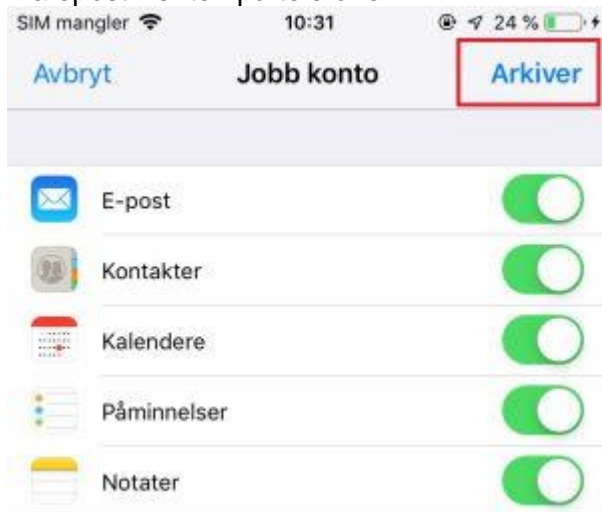 SIM mangler 10:31 24 %
Avbryt Jobb konto Arkiver
E-post
Kontakter
Kalendere
Påminnelser
Notater